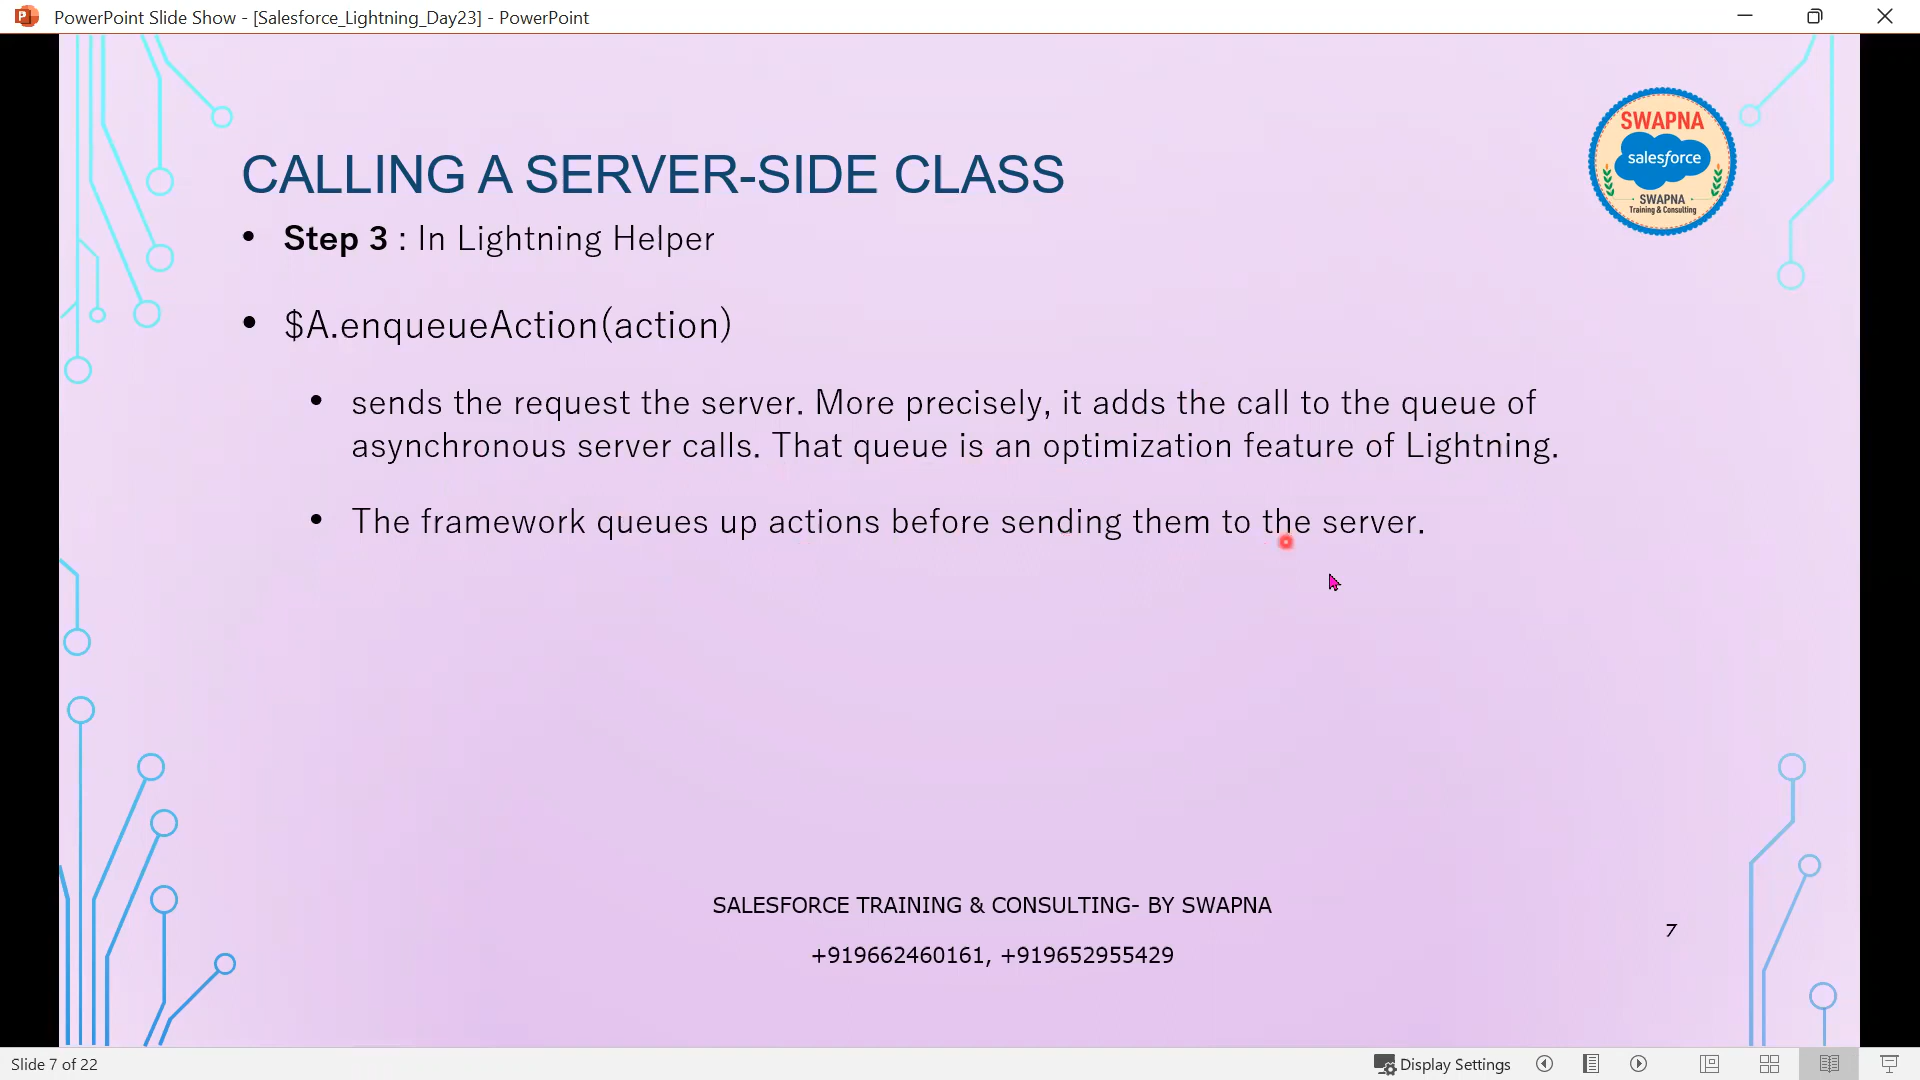 PowerPoint Slide Show - [Salesforce_Lightning_Day23] - PowerPoint
SWAPNA
salesforce
SWAPNA
Training & Consulting
CALLING A SERVER-SIDE CLASS
• Step 3 : In Lightning Helper
• $A.enqueueAction(action)
• sends the request the server. More precisely, it adds the call to the queue of
asynchronous server calls. That queue is an optimization feature of Lightning.
• The framework queues up actions before sending them to the server.
SALESFORCE TRAINING & CONSULTING- BY SWAPNA
7
+919662460161, +919652955429
Slide 7 of 22
Display Settings